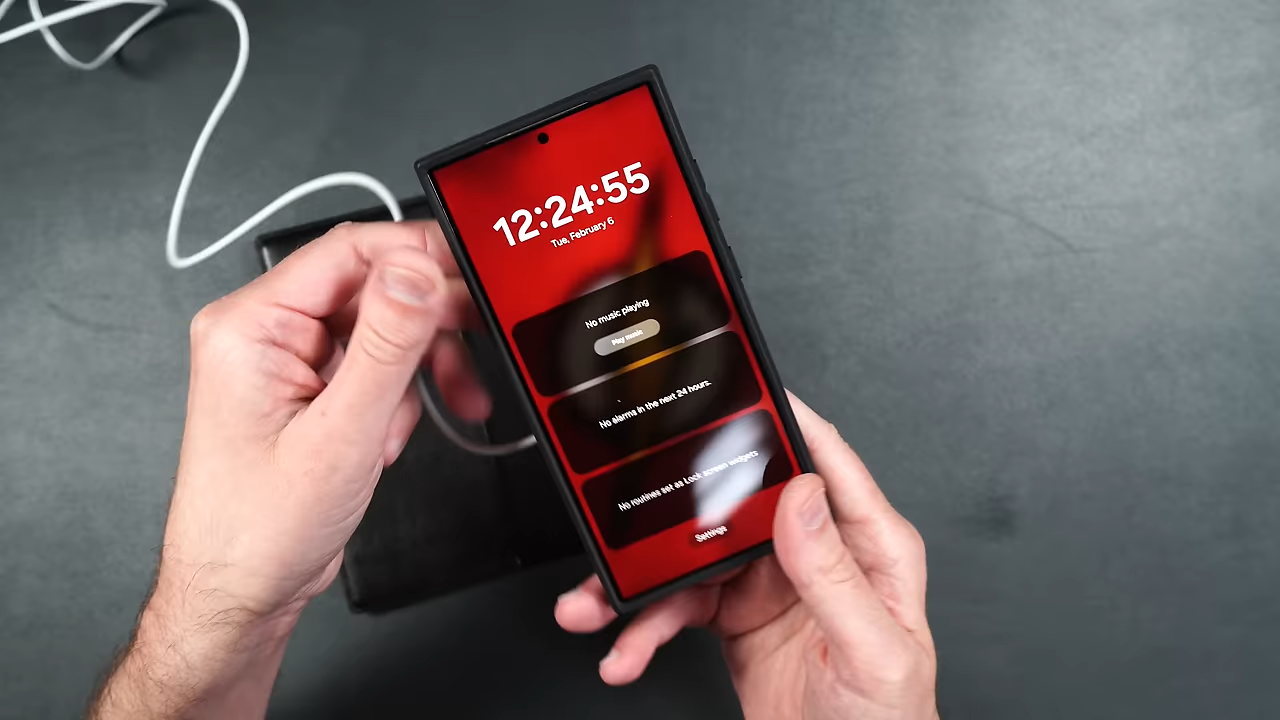 12:24:55
Tue, February 6
No music playing
Play music
No alarms in the next 24 hours.
No routines set as Lock screen widgets
Settings